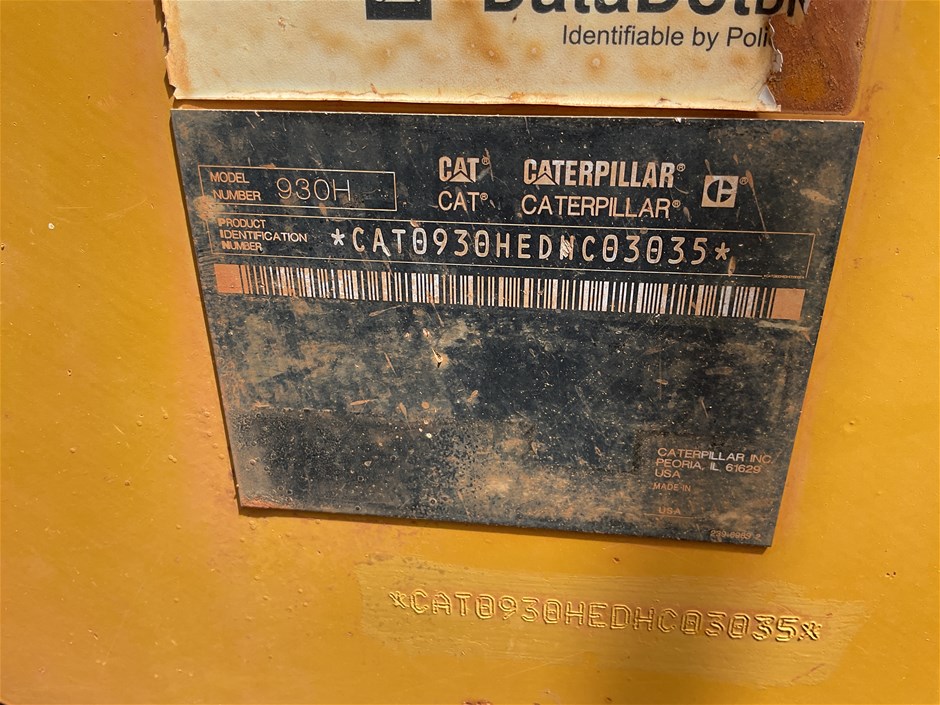 DataDotDN
Identifiable by Poli
CAT® CATERPILLAR®
CAT® CATERPILLAR®
MODEL NUMBER 930H
PRODUCT IDENTIFICATION NUMBER *CAT0930HEDHC03035*
CATERPILLAR INC.
PEORIA, IL 61629
USA
MADE-IN
USA
*CAT0930HEDHC03035*